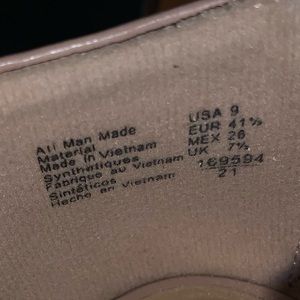 All Man Made
Material
Made in Vietnam
Synthetiques
Fabrique au Vietnam
Sintéticos
Hecho en Vietnam
USA 9
EUR 41½
MEX 26
UK 7½
169594
21